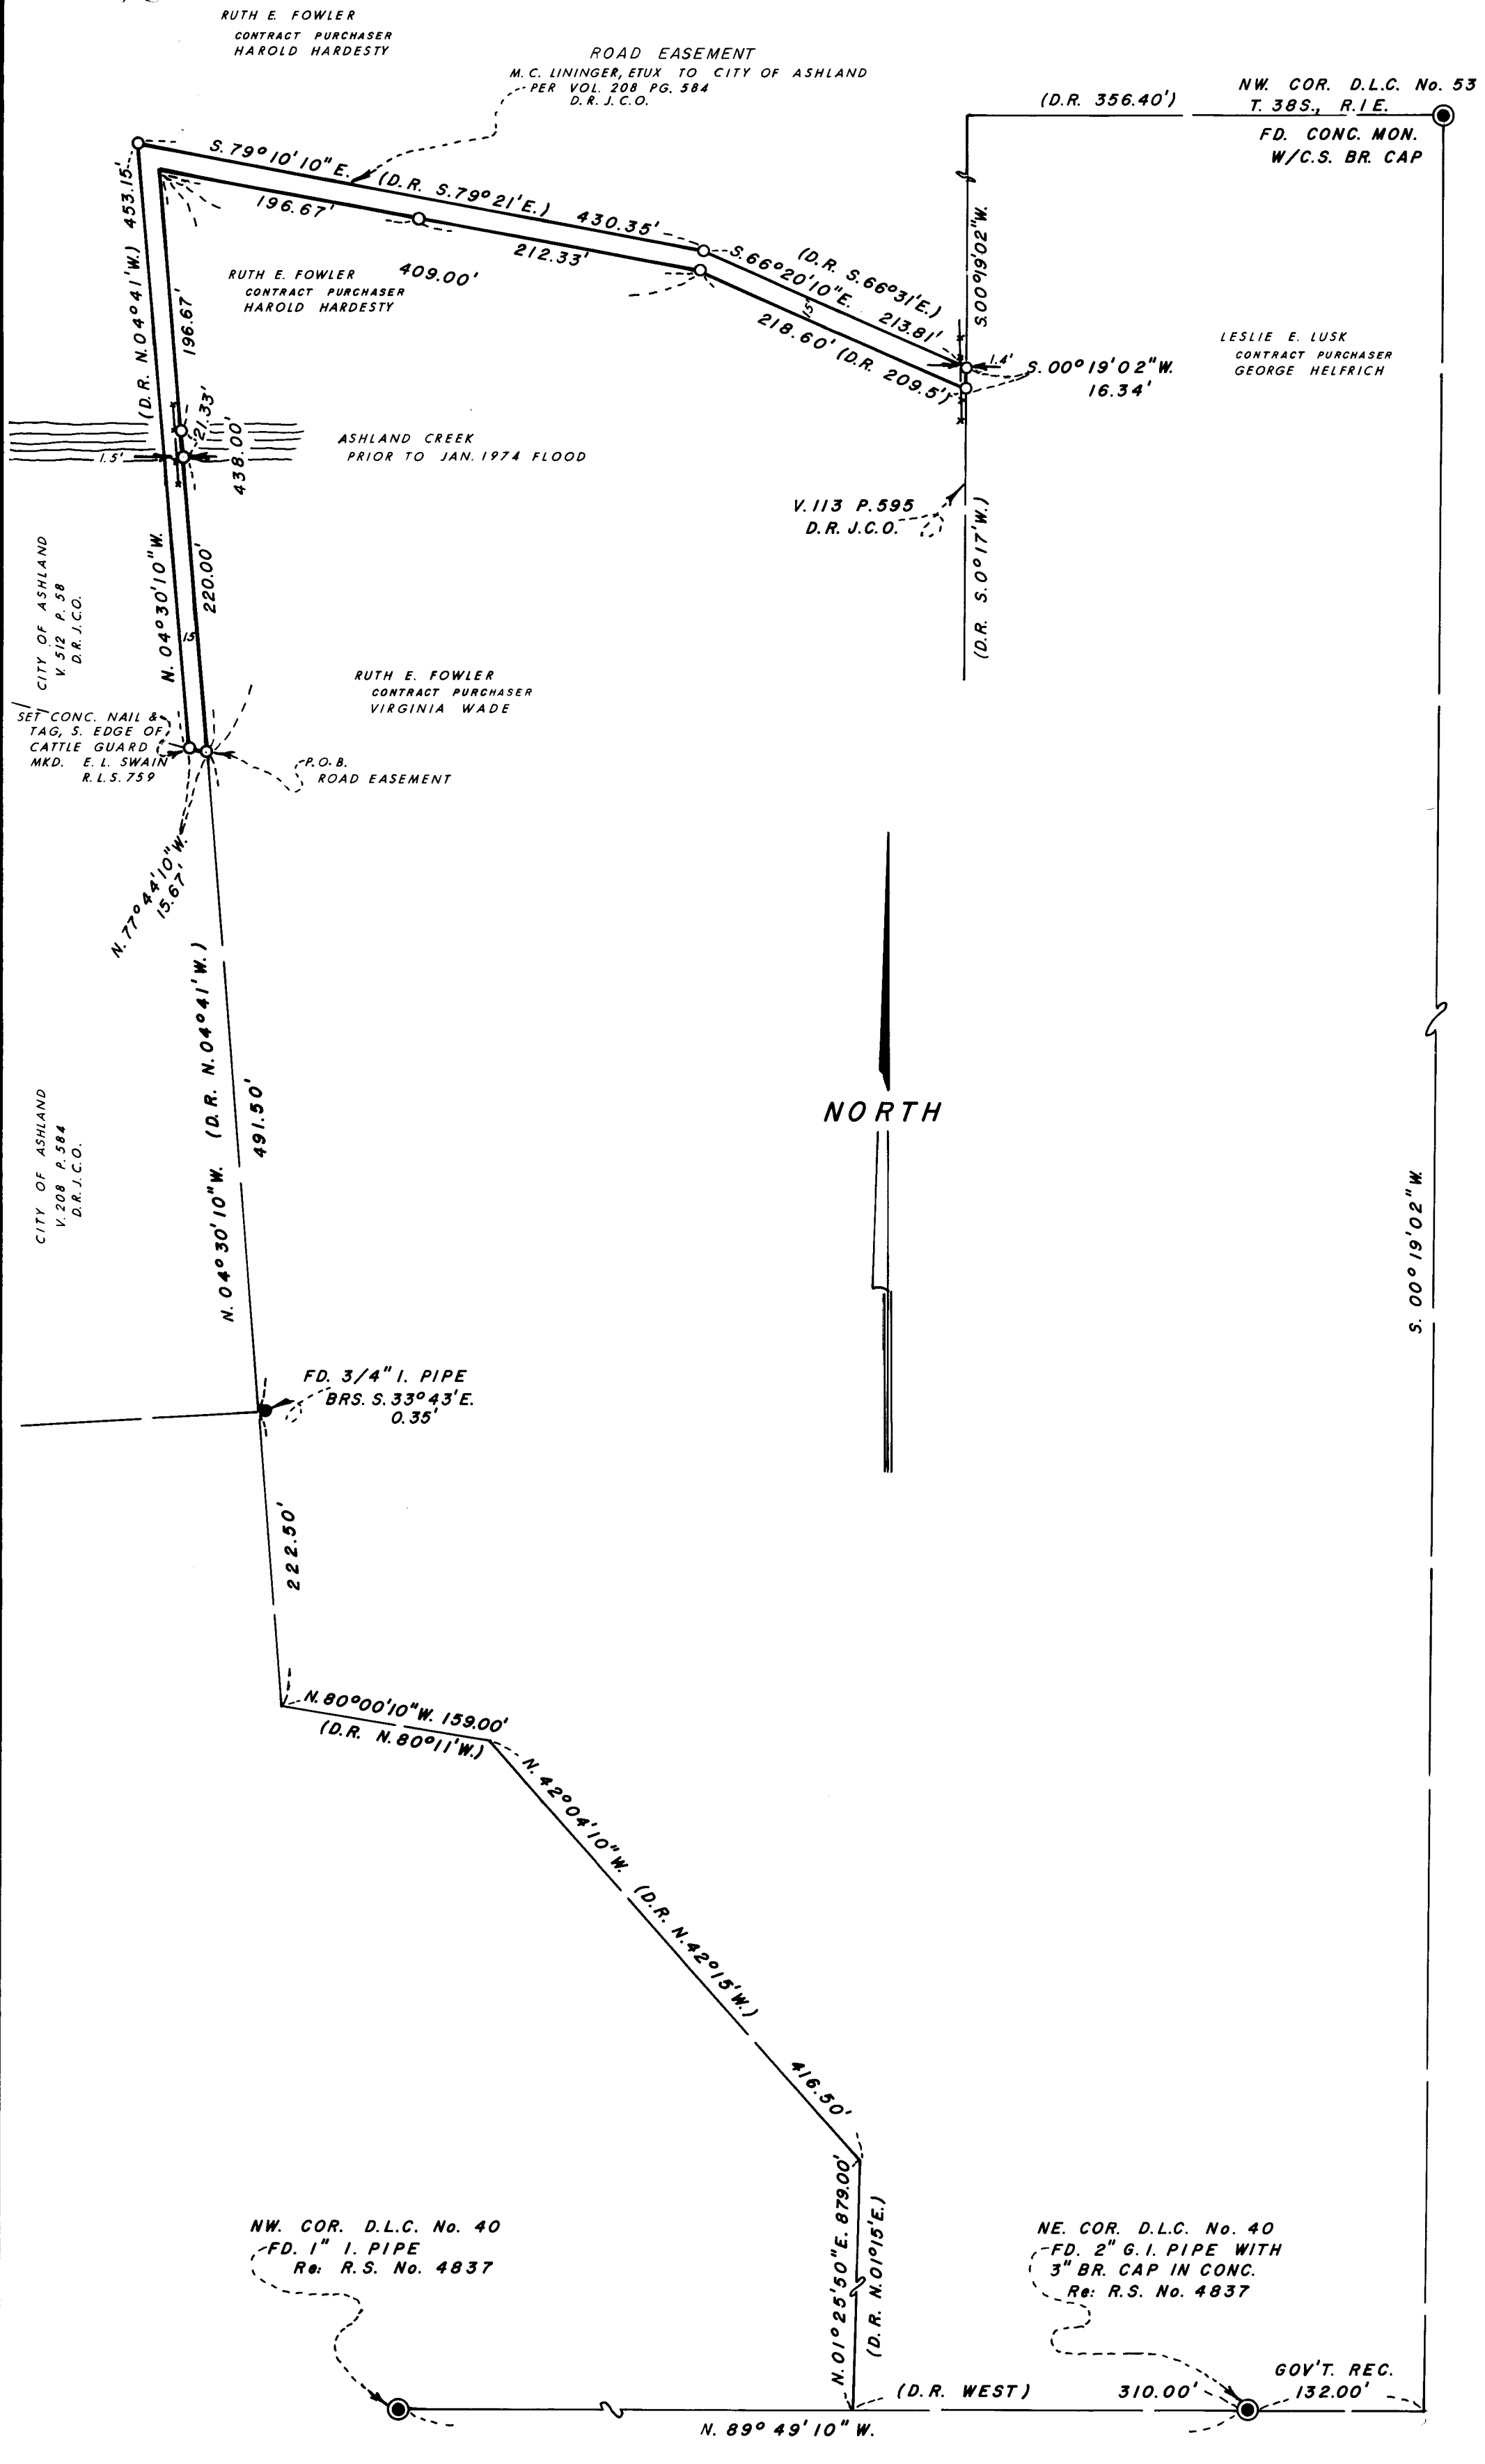 RUTH E. FOWLER
CONTRACT PURCHASER
HAROLD HARDESTY
ROAD EASEMENT
M.C. LININGER, ETUX TO CITY OF ASHLAND
PER VOL. 208 PG. 584
D.R.J.C.O.
(D.R. 356.40')
NW. COR. D.L.C. No. 53
T. 38S., R.1E.
FD. CONC. MON.
W/C.S. BR. CAP
S. 79°10'10"E. (D.R. S.79°21'E.) 430.35'
196.67'
212.33'
409.00'
(D.R. N.04°41'W.) 453.15'
RUTH E. FOWLER
CONTRACT PURCHASER
HAROLD HARDESTY
196.67'
(D.R. S.66°31'E.)
S.66°20'10"E. 213.81'
15'
218.60' (D.R. 209.5')
S.00°19'02"W.
1.4'
S.00°19'02"W.
16.34'
LESLIE E. LUSK
CONTRACT PURCHASER
GEORGE HELFRICH
21.33'
438.00'
1.5'
ASHLAND CREEK
PRIOR TO JAN. 1974 FLOOD
V. 113 P. 595
D.R.J.C.O.
(D.R. S.0°17'W.)
CITY OF ASHLAND
V. 512 P. 58
D.R.J.C.O.
N. 04°30'10"W.
220.00'
15
RUTH E. FOWLER
CONTRACT PURCHASER
VIRGINIA WADE
SET CONC. NAIL &
TAG, S. EDGE OF
CATTLE GUARD
MKD. E.L. SWAIN
R.L.S. 759
P.O.B.
ROAD EASEMENT
N.77°44'10"W.
15.67'
N. 04°30'10"W. (D.R. N.04°41'W.)
491.50'
NORTH
CITY OF ASHLAND
V. 208 P. 584
D.R.J.C.O.
S. 00°19'02"W.
FD. 3/4" I. PIPE
BRS. S.33°43'E.
0.35'
222.50'
N.80°00'10"W. 159.00'
(D.R. N.80°11'W.)
N. 42°04'10"W. (D.R. N.42°15'W.)
416.50'
N.01°25'50"E. 879.00'
(D.R. N.01°15'E.)
NW. COR. D.L.C. No. 40
FD. 1" I. PIPE
Re: R.S. No. 4837
NE. COR. D.L.C. No. 40
FD. 2" G.I. PIPE WITH
3" BR. CAP IN CONC.
Re: R.S. No. 4837
GOV'T. REC.
(D.R. WEST) 310.00' 132.00'
N. 89°49'10"W.